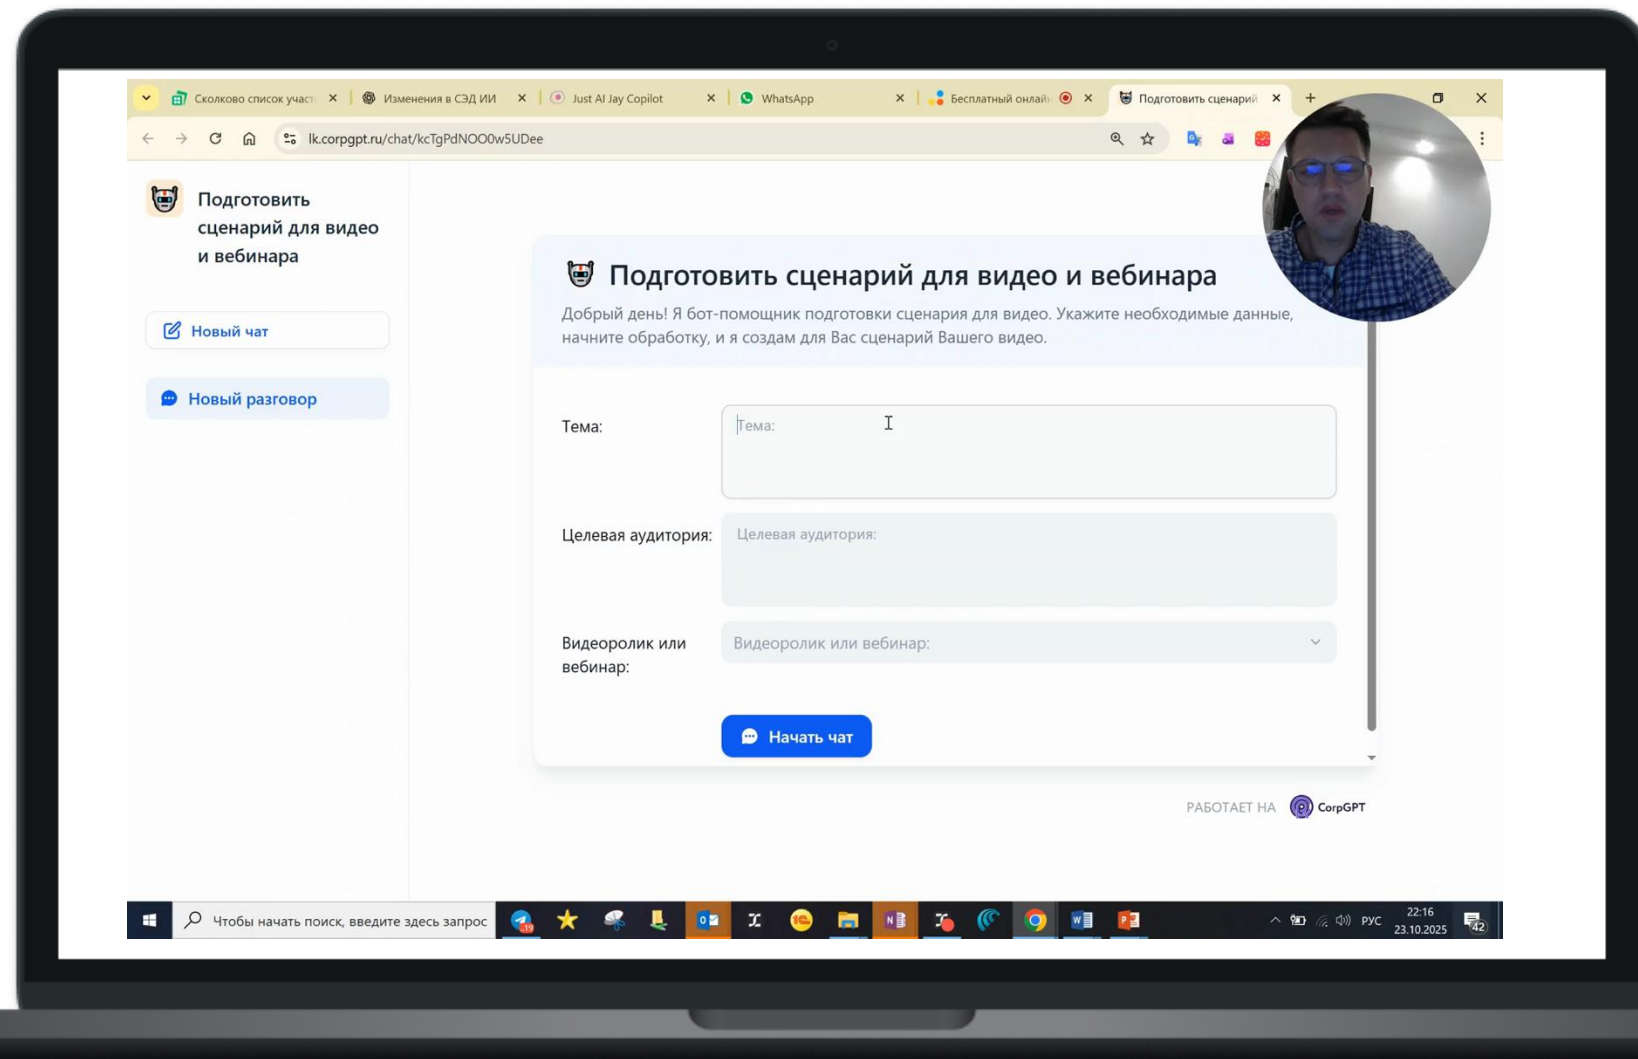 Сколково список участ
Изменения в СЭД ИИ
Just AI Jay Copilot
WhatsApp
Бесплатный онлай
Подготовить сценарий
lk.corpgpt.ru/chat/kcTgPdNOO0w5UDee
Подготовить
сценарий для видео
и вебинара
Новый чат
Новый разговор
Подготовить сценарий для видео и вебинара
Добрый день! Я бот-помощник подготовки сценария для видео. Укажите необходимые данные,
начните обработку, и я создам для Вас сценарий Вашего видео.
Тема:
Тема:
Целевая аудитория:
Целевая аудитория:
Видеоролик или
вебинар:
Видеоролик или вебинар:
Начать чат
РАБОТАЕТ НА CorpGPT
Чтобы начать поиск, введите здесь запрос
РУС
22:16
23.10.2025
42